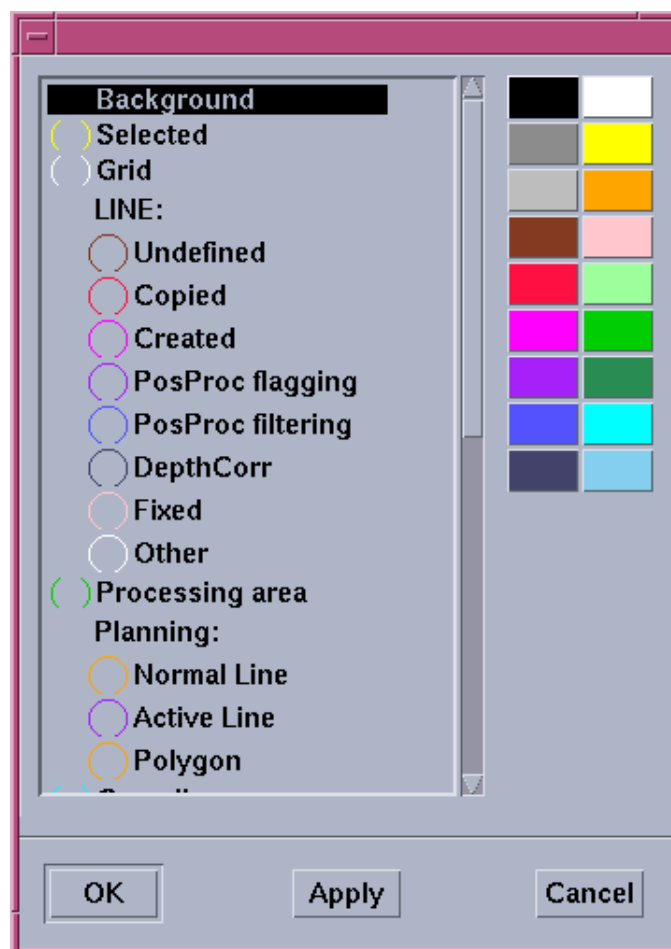 Background
Selected
Grid
LINE:
Undefined
Copied
Created
PosProc flagging
PosProc filtering
DepthCorr
Fixed
Other
Processing area
Planning:
Normal Line
Active Line
Polygon
OK
Apply
Cancel